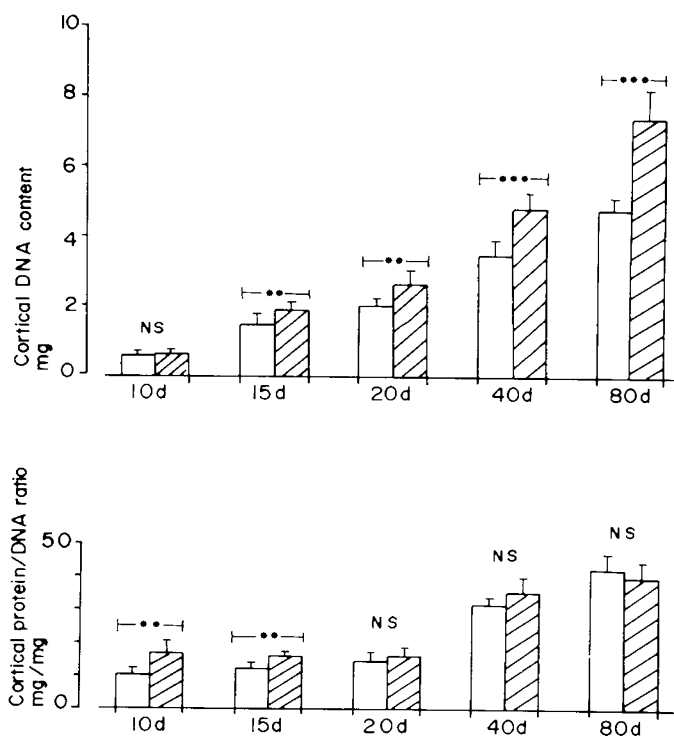 Cortical DNA content
mg
10
8
6
4
2
0
NS
••
••
•••
•••
10d
15d
20d
40d
80d
Cortical protein/DNA ratio
mg/mg
50
0
••
••
NS
NS
NS
10d
15d
20d
40d
80d